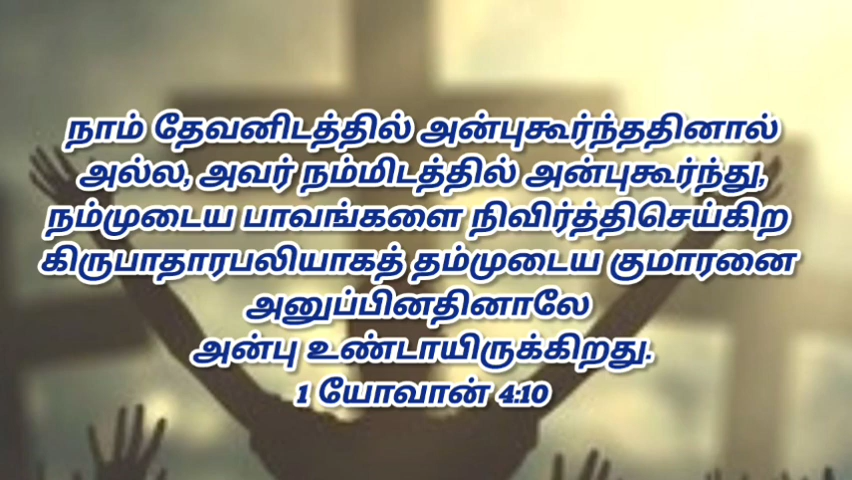 நாம் தேவனிடத்தில் அன்புகூர்ந்ததினால்
அல்ல, அவர் நம்மிடத்தில் அன்புகூர்ந்து,
நம்முடைய பாவங்களை நிவிர்த்திசெய்கிற
கிருபாதாரபலியாகத் தம்முடைய குமாரனை
அனுப்பினதினாலே
அன்பு உண்டாயிருக்கிறது.
1 யோவான் 4:10